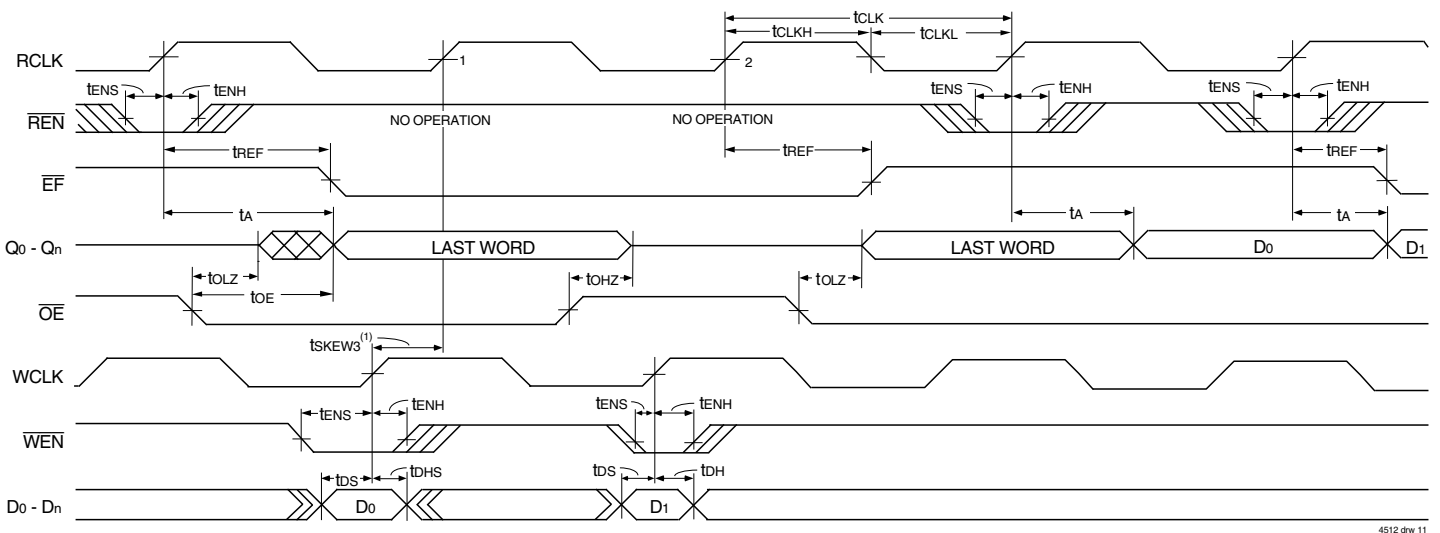 tCLK
tCLKH tCLKL
RCLK 1 2
tENS tENH tENS tENH tENS tENH
REN NO OPERATION NO OPERATION
tREF tREF tREF
EF
tA tA tA
Q0 - Qn LAST WORD LAST WORD D0 D1
tOLZ tOHZ tOLZ
tOE
OE
tSKEW3(1)
WCLK
tENS tENH tENS tENH
WEN
tDS tDHS tDS tDH
D0 - Dn D0 D1
4512 drw 11